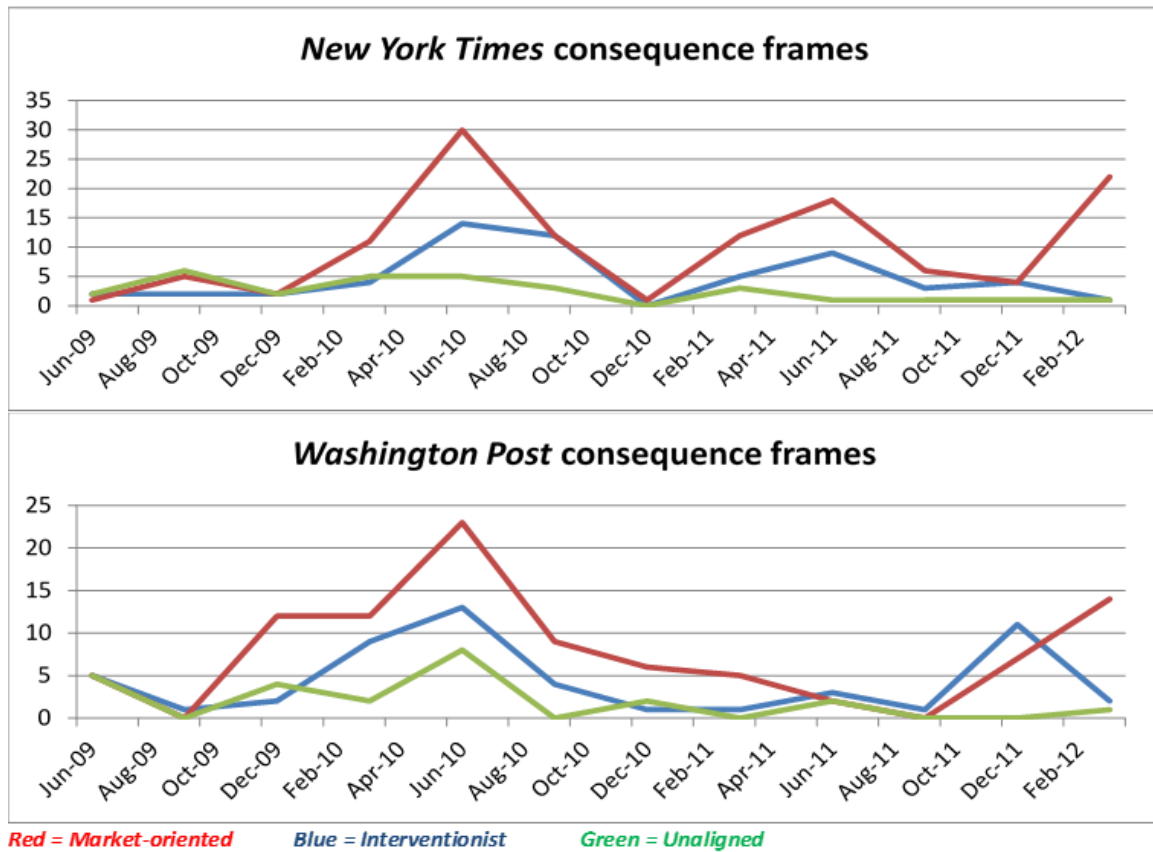 New York Times consequence frames
35
30
25
20
15
10
5
0
Jun-09 Aug-09 Oct-09 Dec-09 Feb-10 Apr-10 Jun-10 Aug-10 Oct-10 Dec-10 Feb-11 Apr-11 Jun-11 Aug-11 Oct-11 Dec-11 Feb-12
Washington Post consequence frames
25
20
15
10
5
0
Jun-09 Aug-09 Oct-09 Dec-09 Feb-10 Apr-10 Jun-10 Aug-10 Oct-10 Dec-10 Feb-11 Apr-11 Jun-11 Aug-11 Oct-11 Dec-11 Feb-12
Red = Market-oriented Blue = Interventionist Green = Unaligned